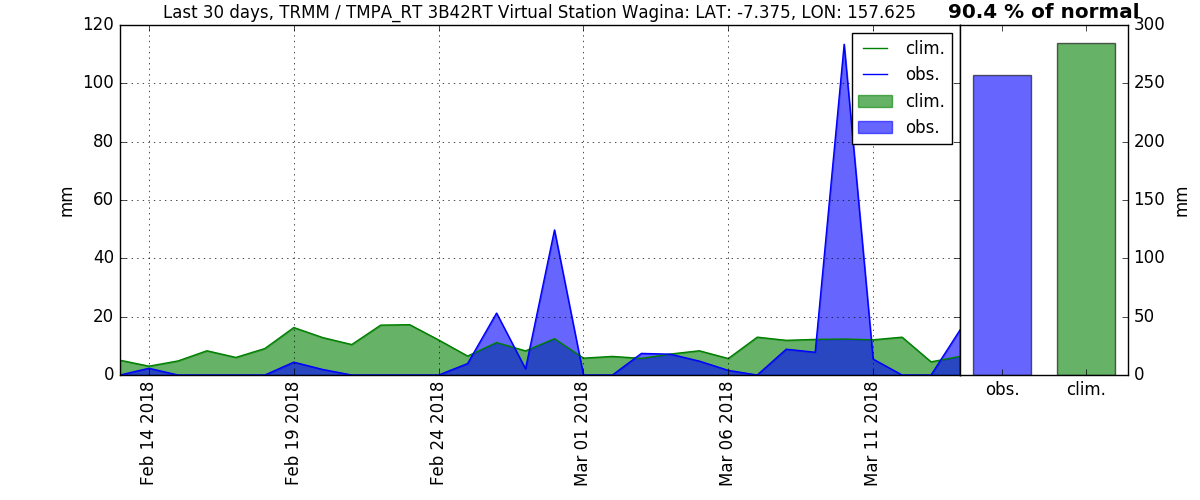 Last 30 days, TRMM / TMPA_RT 3B42RT Virtual Station Wagina: LAT: -7.375, LON: 157.625
90.4 % of normal
120
100
80
60
40
20
0
mm
clim.
obs.
clim.
obs.
Feb 14 2018
Feb 19 2018
Feb 24 2018
Mar 01 2018
Mar 06 2018
Mar 11 2018
300
250
200
150
100
50
0
mm
obs.
clim.